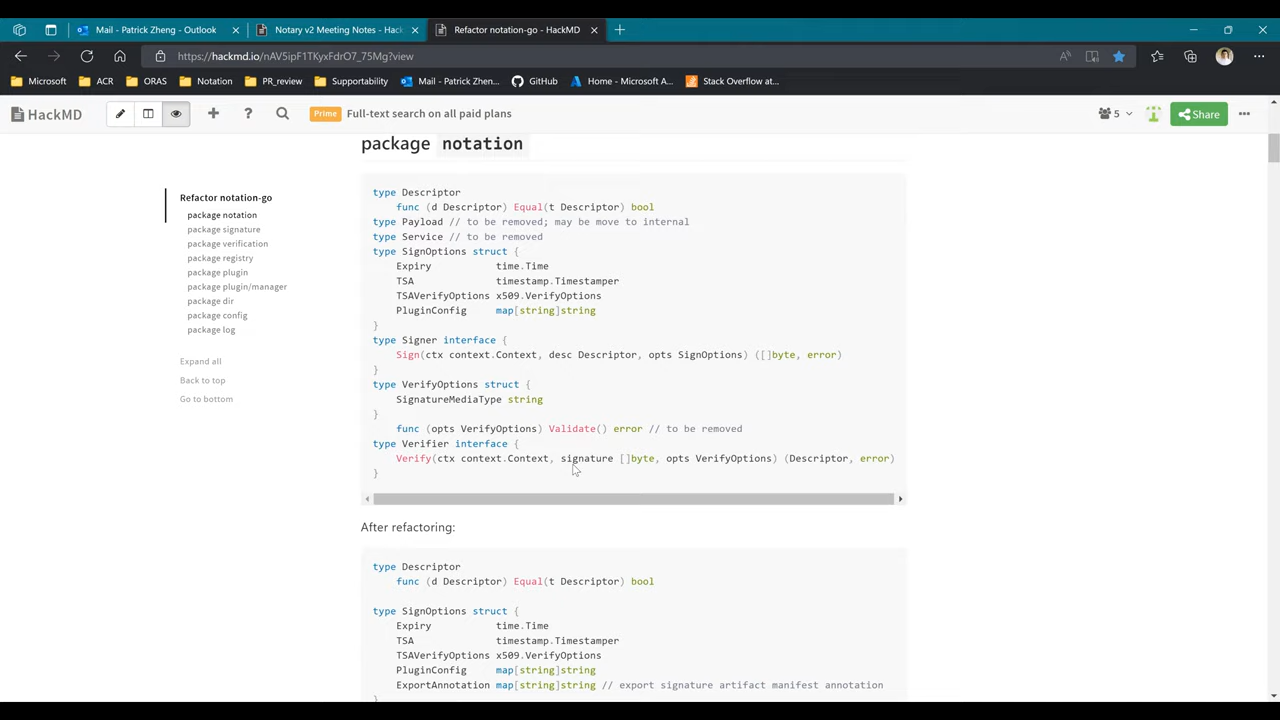 Mail - Patrick Zheng - Outlook
Notary v2 Meeting Notes - Hac
Refactor notation-go - HackMD
https://hackmd.io/nAV5ipF1TKyxFdrO7_75Mg?view
Microsoft
ACR
ORAS
Notation
PR_review
Supportability
Mail - Patrick Zhen...
GitHub
Home - Microsoft A...
Stack Overflow at...
HackMD
Prime
Full-text search on all paid plans
5
Share
Refactor notation-go
package notation
package signature
package verification
package registry
package plugin
package plugin/manager
package dir
package config
package log
Expand all
Back to top
Go to bottom
package notation
type Descriptor
func (d Descriptor) Equal(t Descriptor) bool
type Payload // to be removed; may be move to internal
type Service // to be removed
type SignOptions struct {
Expiry time.Time
TSA timestamp.Timestamper
TSAVerifyOptions x509.VerifyOptions
PluginConfig map[string]string
}
type Signer interface {
Sign(ctx context.Context, desc Descriptor, opts SignOptions) ([]byte, error)
}
type VerifyOptions struct {
SignatureMediaType string
}
func (opts VerifyOptions) Validate() error // to be removed
type Verifier interface {
Verify(ctx context.Context, signature []byte, opts VerifyOptions) (Descriptor, error)
}
After refactoring:
type Descriptor
func (d Descriptor) Equal(t Descriptor) bool
type SignOptions struct {
Expiry time.Time
TSA timestamp.Timestamper
TSAVerifyOptions x509.VerifyOptions
PluginConfig map[string]string
ExportAnnotation map[string]string // export signature artifact manifest annotation
}